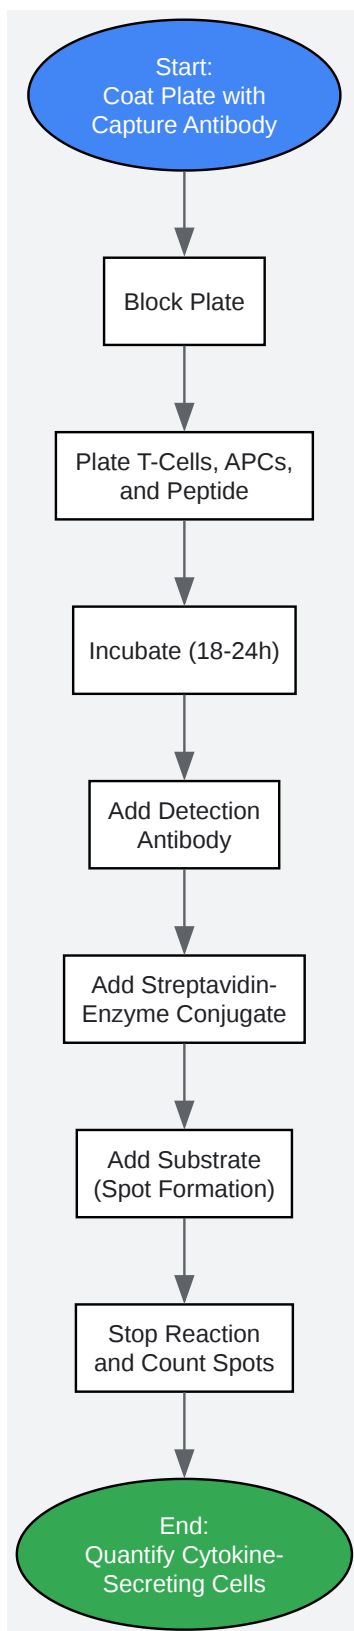 Start:
Coat Plate with
Capture Antibody
Block Plate
Plate T-Cells, APCs,
and Peptide
Incubate (18-24h)
Add Detection
Antibody
Add Streptavidin-
Enzyme Conjugate
Add Substrate
(Spot Formation)
Stop Reaction
and Count Spots
End:
Quantify Cytokine-
Secreting Cells